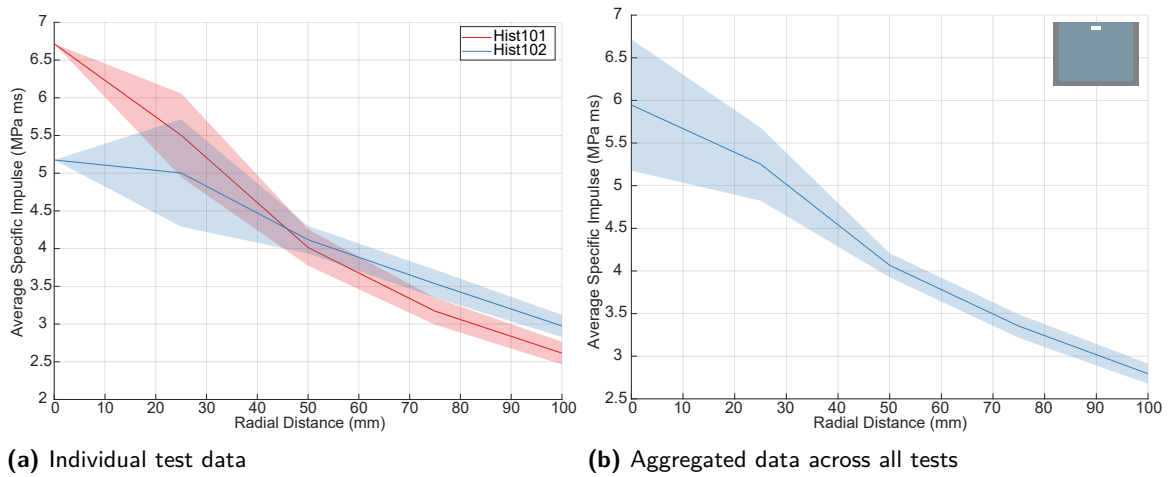 7
6.5
6
5.5
5
4.5
4
3.5
3
2.5
2
0 10 20 30 40 50 60 70 80 90 100
Average Specific Impulse (MPa ms)
Radial Distance (mm)
Hist101
Hist102
(a) Individual test data
7
6.5
6
5.5
5
4.5
4
3.5
3
2.5
0 10 20 30 40 50 60 70 80 90 100
Average Specific Impulse (MPa ms)
Radial Distance (mm)
(b) Aggregated data across all tests